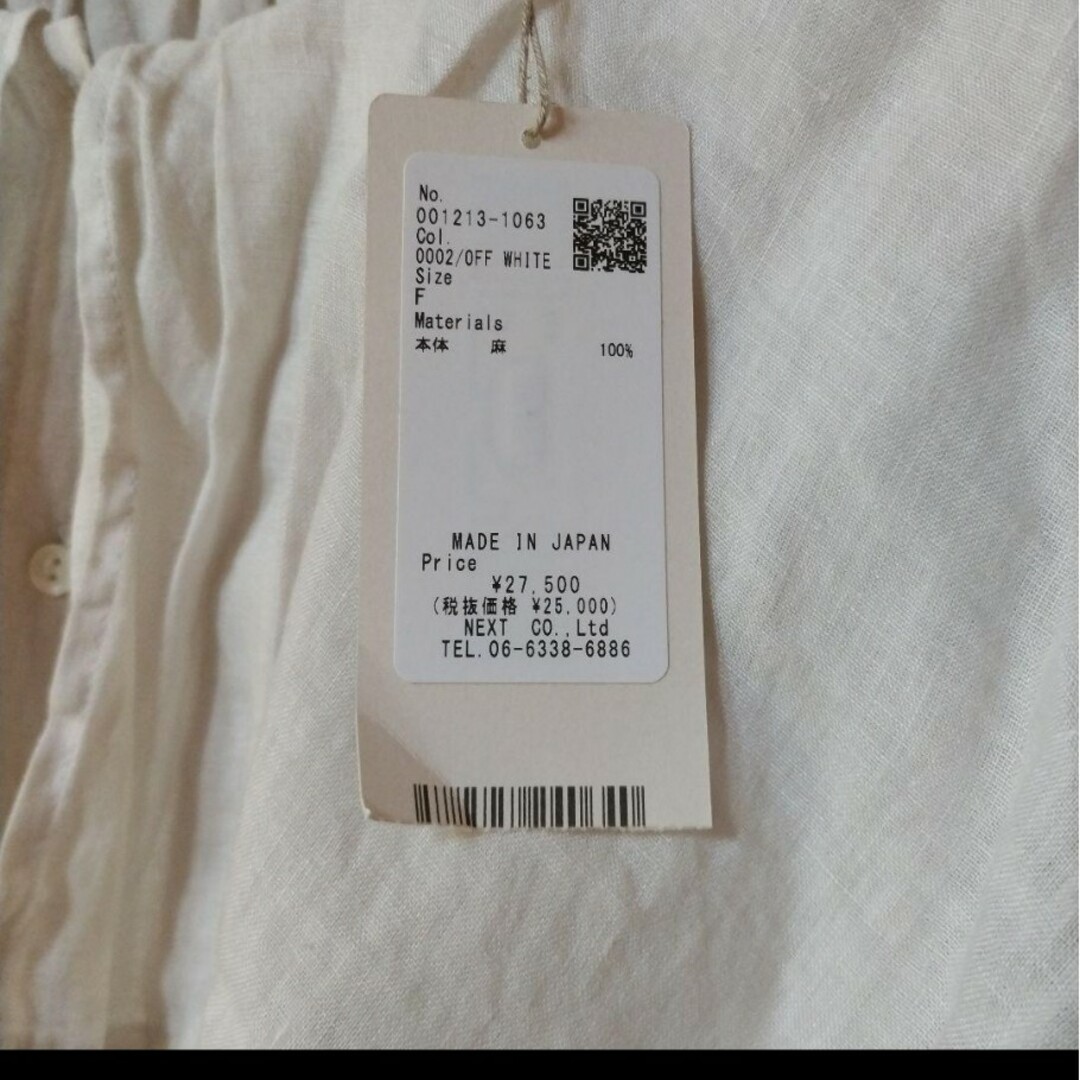 No.
001213-1063
Col.
0002/OFF WHITE
Size
F
Materials
本体 麻 100%
MADE IN JAPAN
Price
¥27,500
(税抜価格 ¥25,000)
NEXT CO.,Ltd
TEL.06-6338-6886